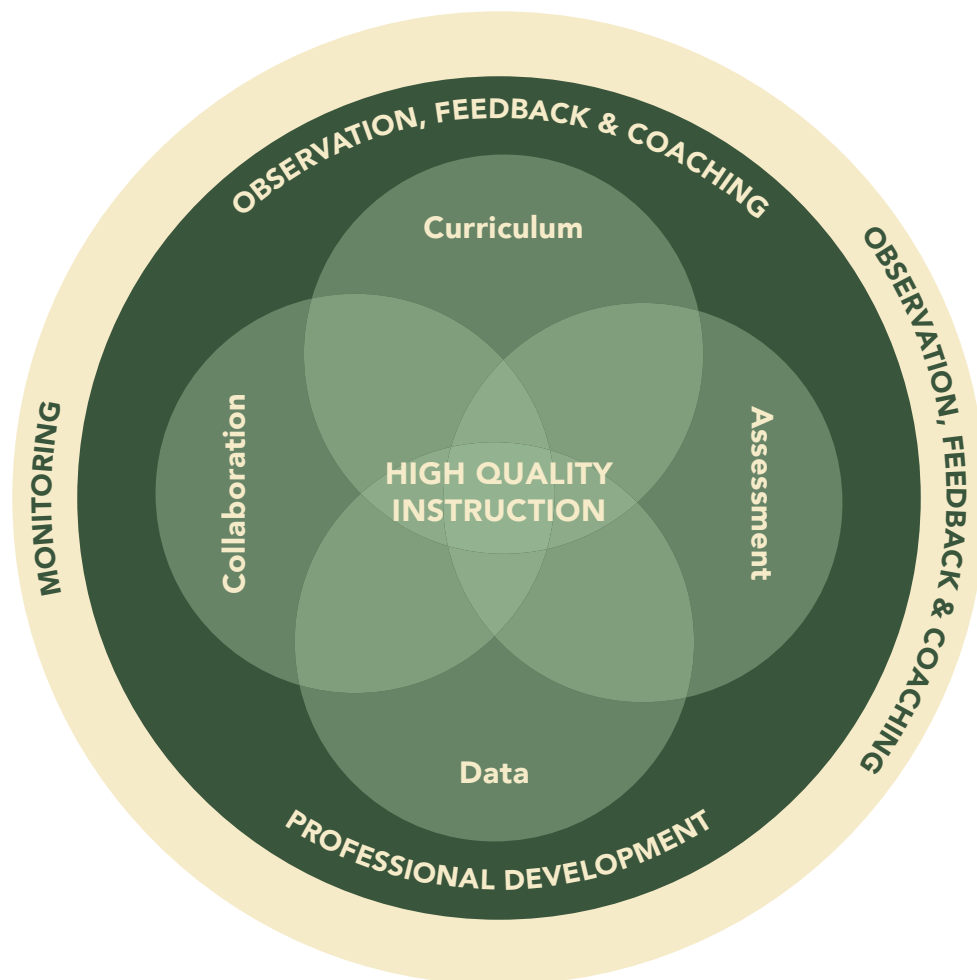 OBSERVATION, FEEDBACK & COACHING
Curriculum
OBSERVATION, FEEDBACK & COACHING
MONITORING
Collaboration
HIGH QUALITY
INSTRUCTION
Assessment
Data
PROFESSIONAL DEVELOPMENT